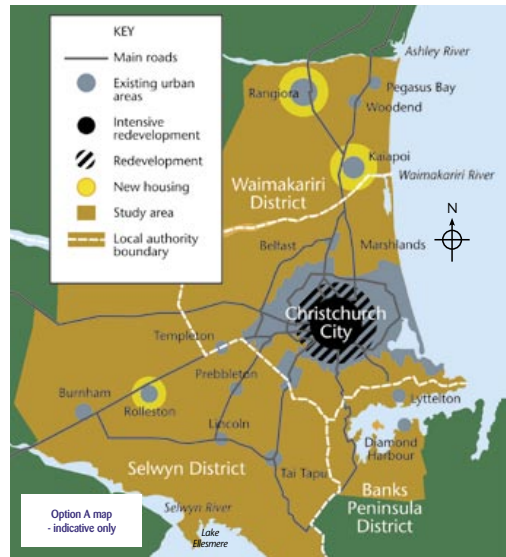 KEY
Main roads
Existing urban
areas
Intensive
redevelopment
Redevelopment
New housing
Study area
Local authority
boundary
Ashley River
Pegasus Bay
Rangiora
Woodend
Kaiapoi
Waimakariri River
Waimakariri
District
N
Belfast
Marshlands
Christchurch
City
Templeton
Prebbleton
Burnham
Rolleston
Lyttelton
Lincoln
Diamond
Harbour
Selwyn District
Tai Tapu
Banks
Peninsula
District
Selwyn River
Option A map
- indicative only
Lake
Ellesmere